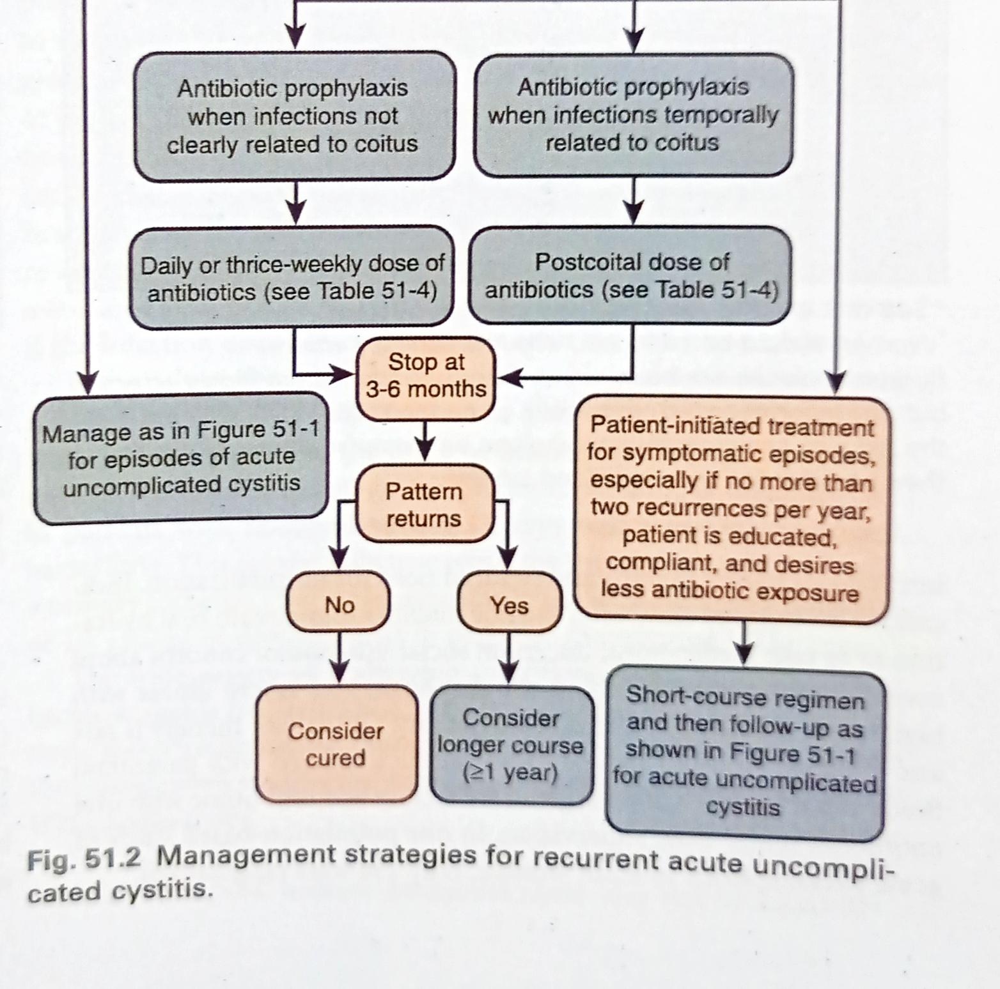 Antibiotic prophylaxis
when infections not
clearly related to coitus
Antibiotic prophylaxis
when infections temporally
related to coitus
Daily or thrice-weekly dose of
antibiotics (see Table 51-4)
Postcoital dose of
antibiotics (see Table 51-4)
Stop at
3-6 months
Manage as in Figure 51-1
for episodes of acute
uncomplicated cystitis
Patient-initiated treatment
for symptomatic episodes,
especially if no more than
two recurrences per year,
patient is educated,
compliant, and desires
less antibiotic exposure
Pattern
returns
No
Yes
Consider
cured
Consider
longer course
(≥1 year)
Short-course regimen
and then follow-up as
shown in Figure 51-1
for acute uncomplicated
cystitis
Fig. 51.2 Management strategies for recurrent acute uncompli-
cated cystitis.